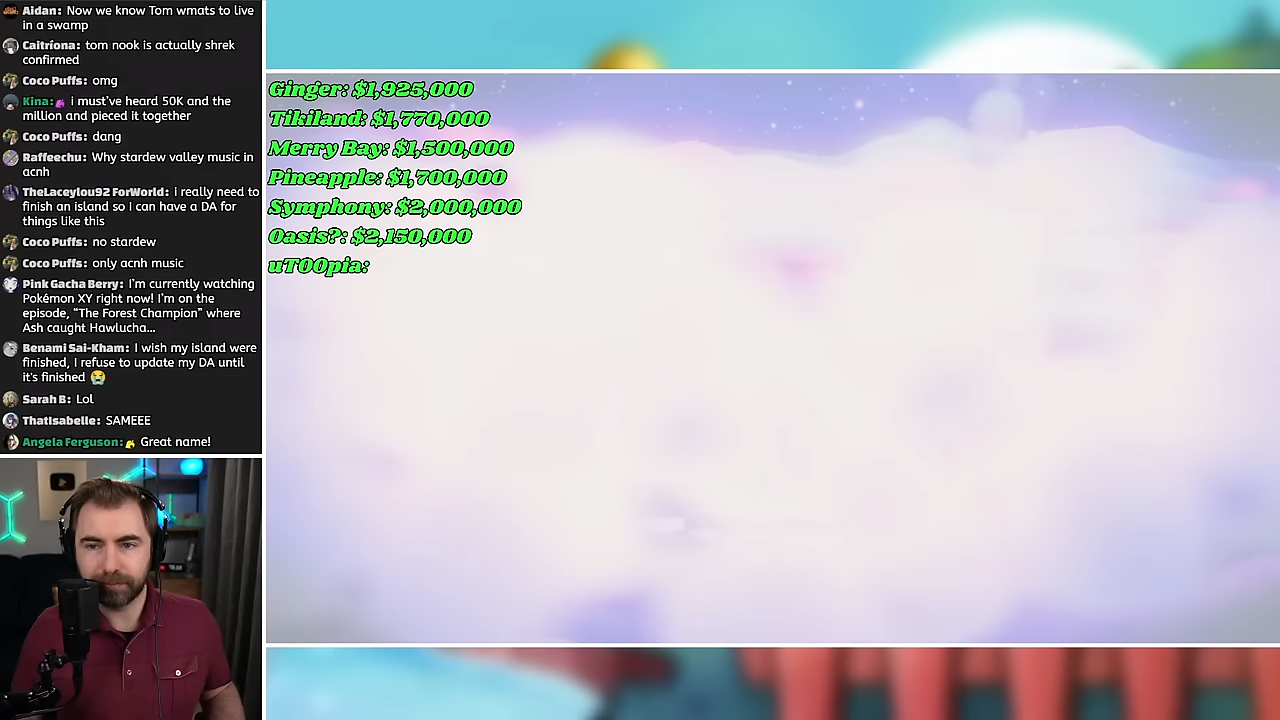 Aidan: Now we know Tom wmats to live
in a swamp
Caitríona: tom nook is actually shrek
confirmed
Coco Puffs: omg
Kina: i must've heard 50K and the
million and pieced it together
Coco Puffs: dang
Raffeechu: Why stardew valley music in
acnh
TheLaceylou92 ForWorld: i really need to
finish an island so I can have a DA for
things like this
Coco Puffs: no stardew
Coco Puffs: only acnh music
Pink Gacha Berry: I'm currently watching
Pokémon XY right now! I'm on the
episode, “The Forest Champion” where
Ash caught Hawlucha...
Benami Sai-Kham: I wish my island were
finished, I refuse to update my DA until
it's finished 😭
Sarah B: Lol
ThatIsabelle: SAMEEE
Angela Ferguson: Great name!
Ginger: $1,925,000
Tikiland: $1,770,000
Merry Bay: $1,500,000
Pineapple: $1,700,000
Symphony: $2,000,000
Oasis?: $2,150,000
uTOOpia: